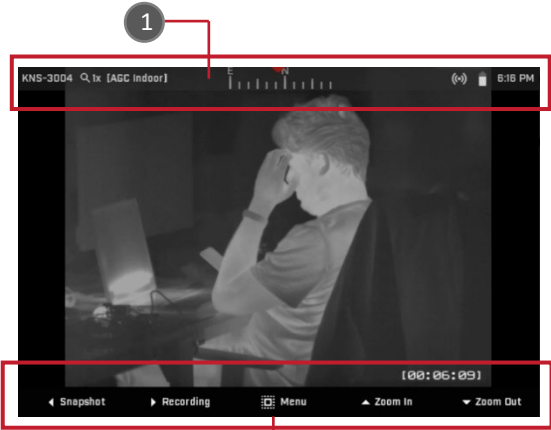 1
KNS-3004 1x [AGC Indoor] E N 6:16 PM
[00:06:09]
Snapshot Recording Menu Zoom In Zoom Out